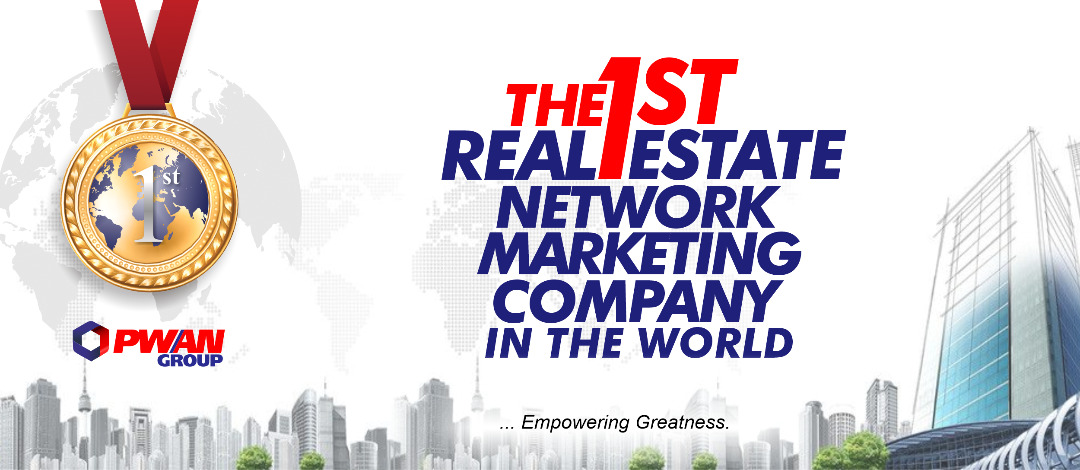 1st
PWAN
GROUP
THE 1ST
REAL ESTATE
NETWORK
MARKETING
COMPANY
IN THE WORLD
... Empowering Greatness.